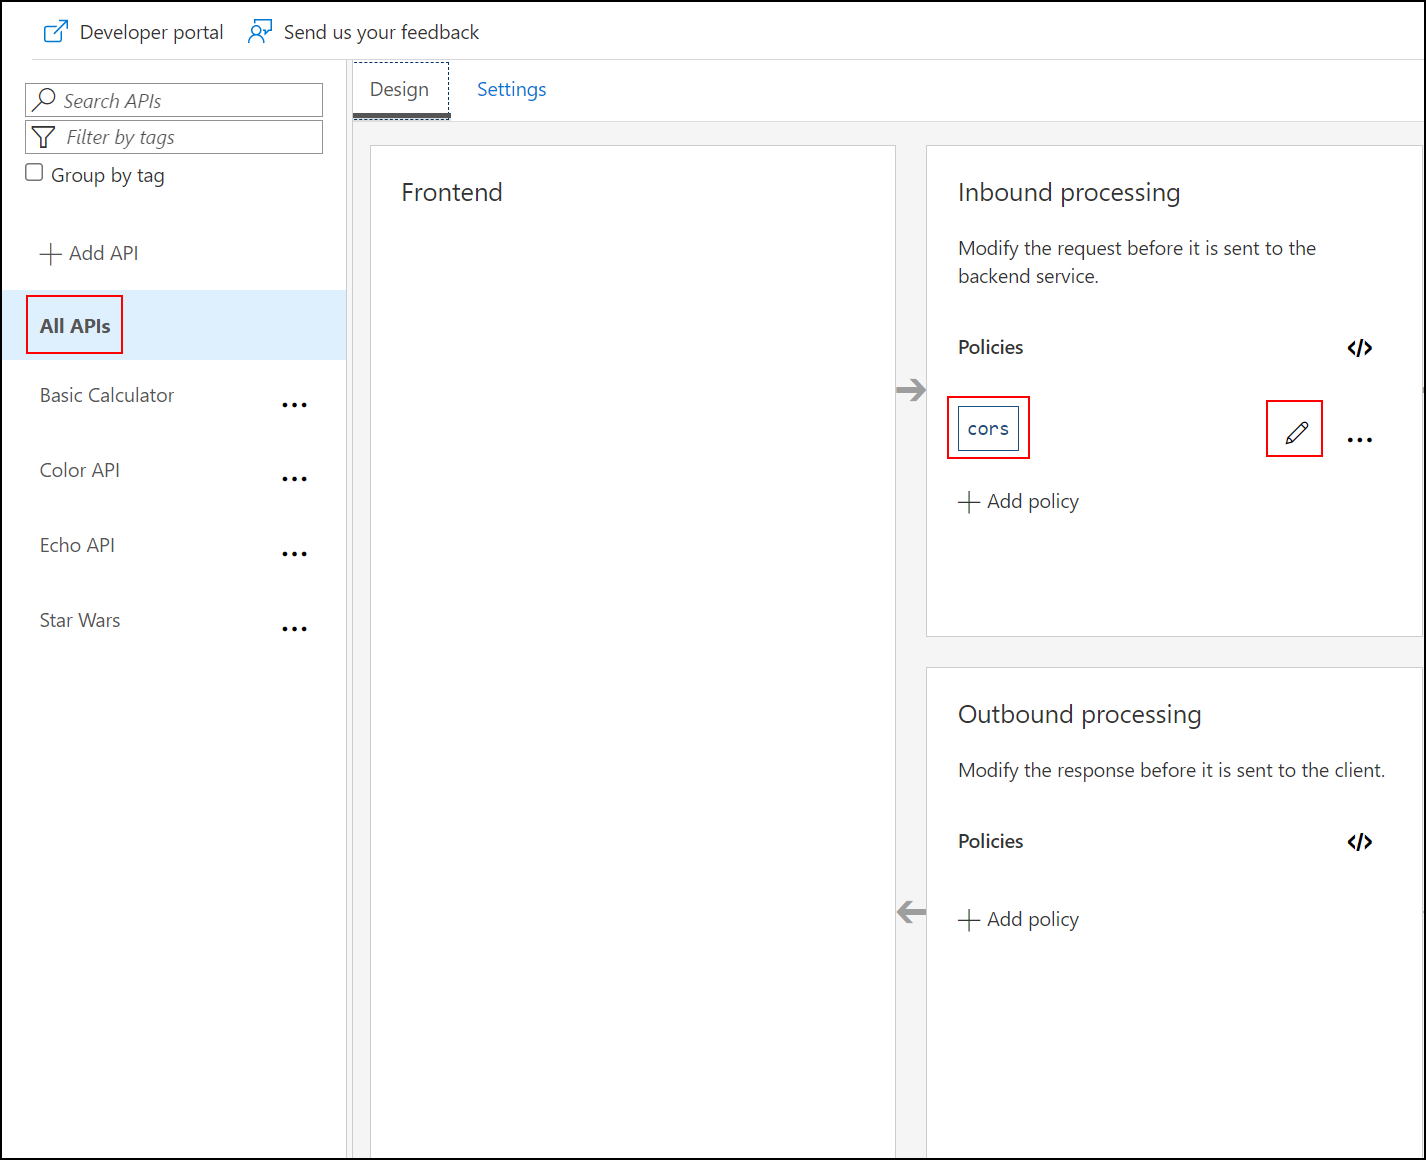 Developer portal
Send us your feedback
Search APIs
Filter by tags
Group by tag
Add API
All APIs
Basic Calculator
Color API
Echo API
Star Wars
Design
Settings
Frontend
Inbound processing
Modify the request before it is sent to the
backend service.
Policies
cors
Add policy
Outbound processing
Modify the response before it is sent to the client.
Policies
Add policy